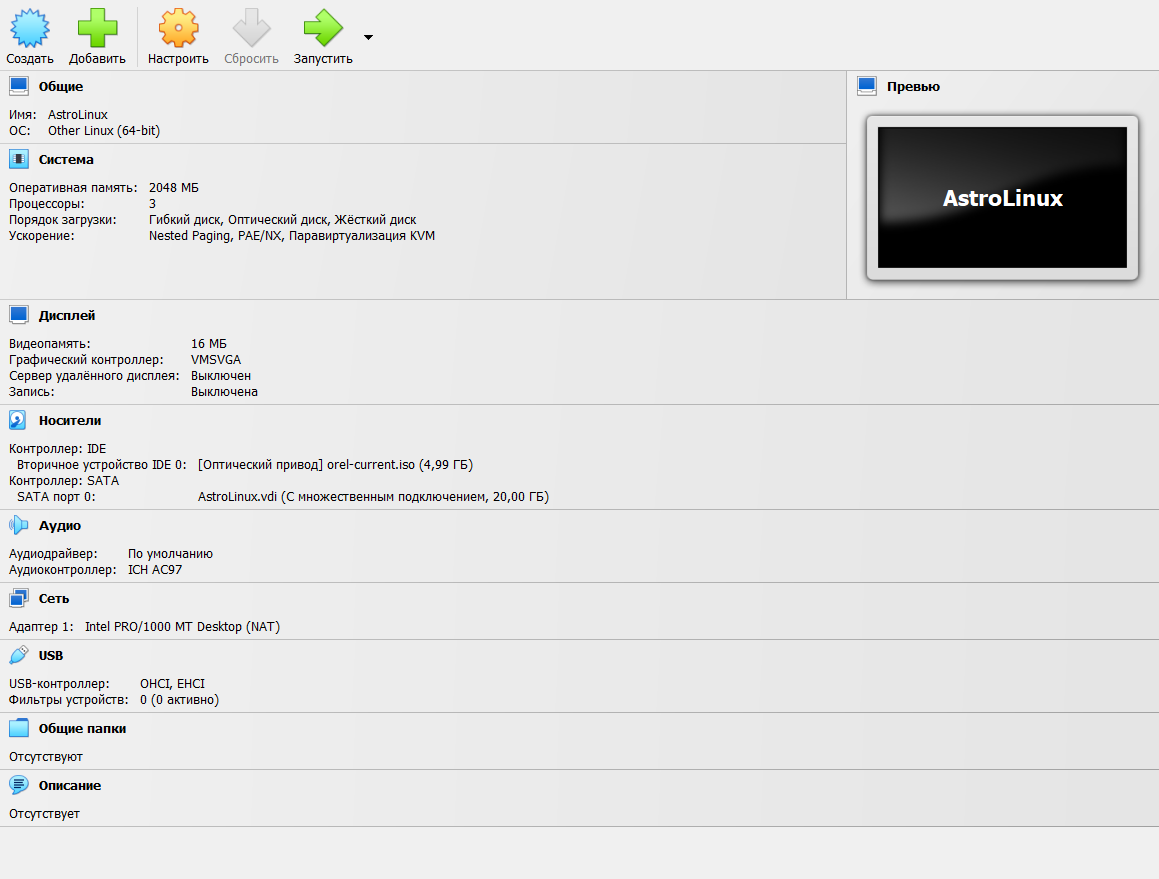 Создать Добавить Настроить Сбросить Запустить
Общие
Имя: AstroLinux
ОС: Other Linux (64-bit)
Превью
AstroLinux
Система
Оперативная память: 2048 МБ
Процессоры: 3
Порядок загрузки: Гибкий диск, Оптический диск, Жёсткий диск
Ускорение: Nested Paging, PAE/NX, Паравиртуализация KVM
Дисплей
Видеопамять: 16 МБ
Графический контроллер: VMSVGA
Сервер удалённого дисплея: Выключен
Запись: Выключена
Носители
Контроллер: IDE
Вторичное устройство IDE 0: [Оптический привод] orel-current.iso (4,99 ГБ)
Контроллер: SATA
SATA порт 0: AstroLinux.vdi (С множественным подключением, 20,00 ГБ)
Аудио
Аудиодрайвер: По умолчанию
Аудиоконтроллер: ICH AC97
Сеть
Адаптер 1: Intel PRO/1000 MT Desktop (NAT)
USB
USB-контроллер: OHCI, EHCI
Фильтры устройств: 0 (0 активно)
Общие папки
Отсутствуют
Описание
Отсутствует